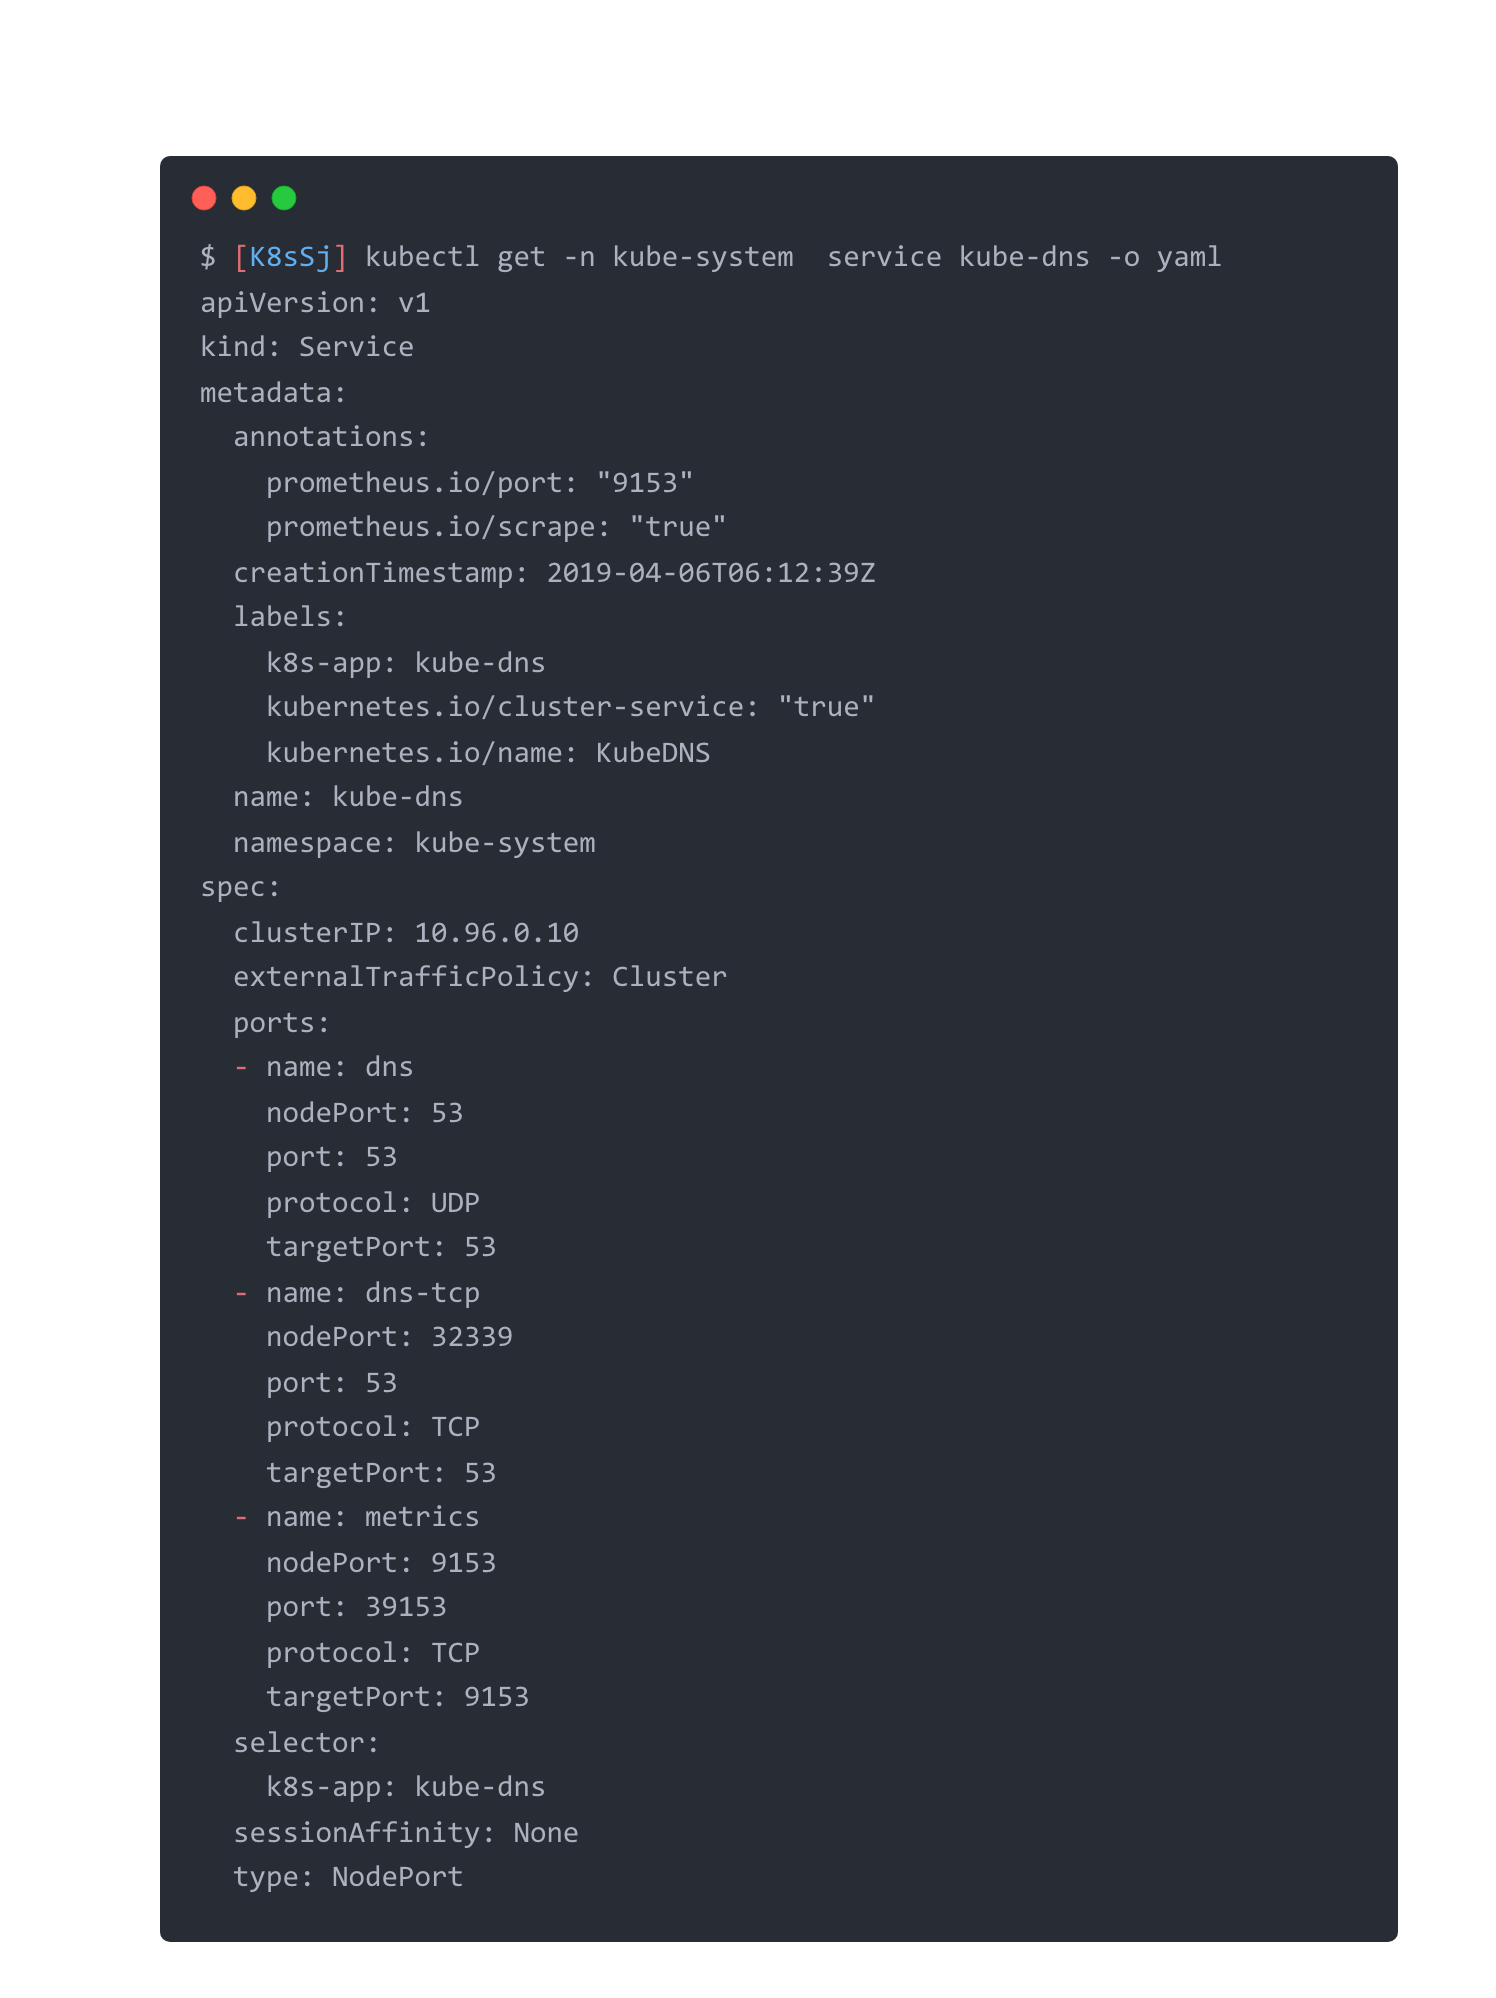 $ [K8sSj] kubectl get -n kube-system  service kube-dns -o yaml
apiVersion: v1
kind: Service
metadata:
  annotations:
    prometheus.io/port: "9153"
    prometheus.io/scrape: "true"
  creationTimestamp: 2019-04-06T06:12:39Z
  labels:
    k8s-app: kube-dns
    kubernetes.io/cluster-service: "true"
    kubernetes.io/name: KubeDNS
  name: kube-dns
  namespace: kube-system
spec:
  clusterIP: 10.96.0.10
  externalTrafficPolicy: Cluster
  ports:
  - name: dns
    nodePort: 53
    port: 53
    protocol: UDP
    targetPort: 53
  - name: dns-tcp
    nodePort: 32339
    port: 53
    protocol: TCP
    targetPort: 53
  - name: metrics
    nodePort: 9153
    port: 39153
    protocol: TCP
    targetPort: 9153
  selector:
    k8s-app: kube-dns
  sessionAffinity: None
  type: NodePort